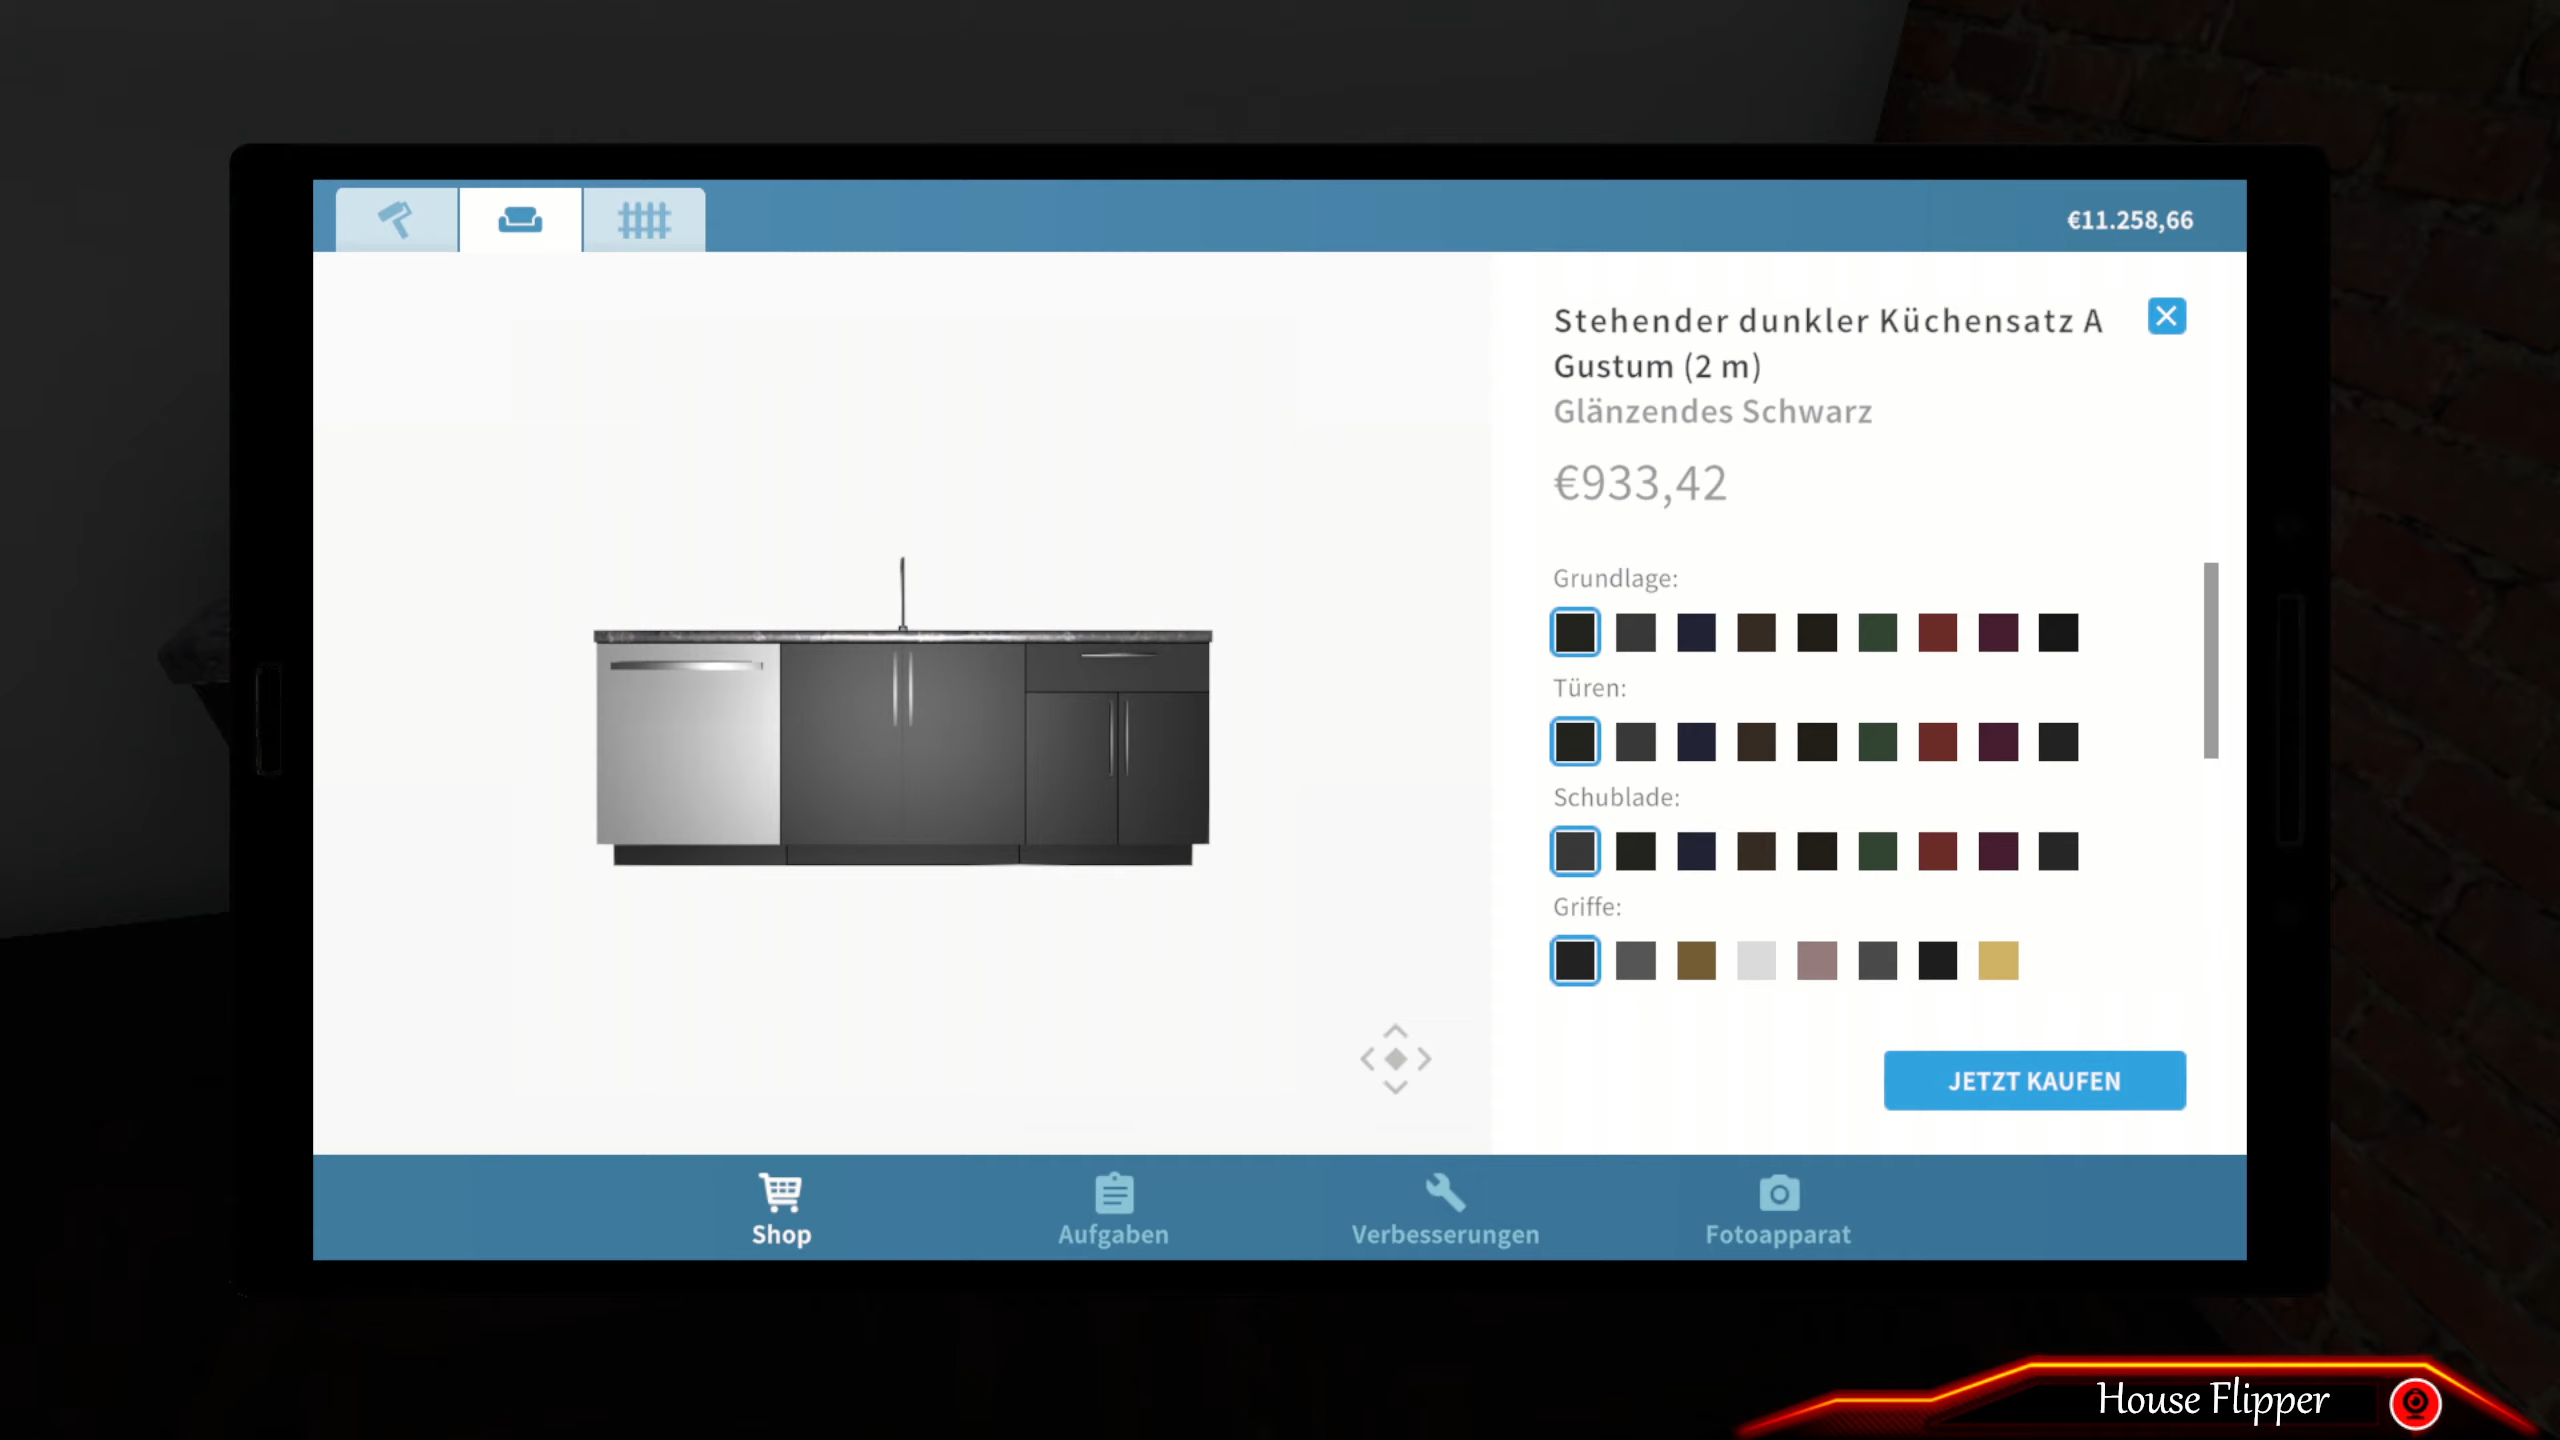 €11.258,66
Stehender dunkler Küchensatz A
Gustum (2 m)
Glänzendes Schwarz
€933,42
Grundlage:
Türen:
Schublade:
Griffe:
JETZT KAUFEN
Shop
Aufgaben
Verbesserungen
Fotoapparat
House Flipper